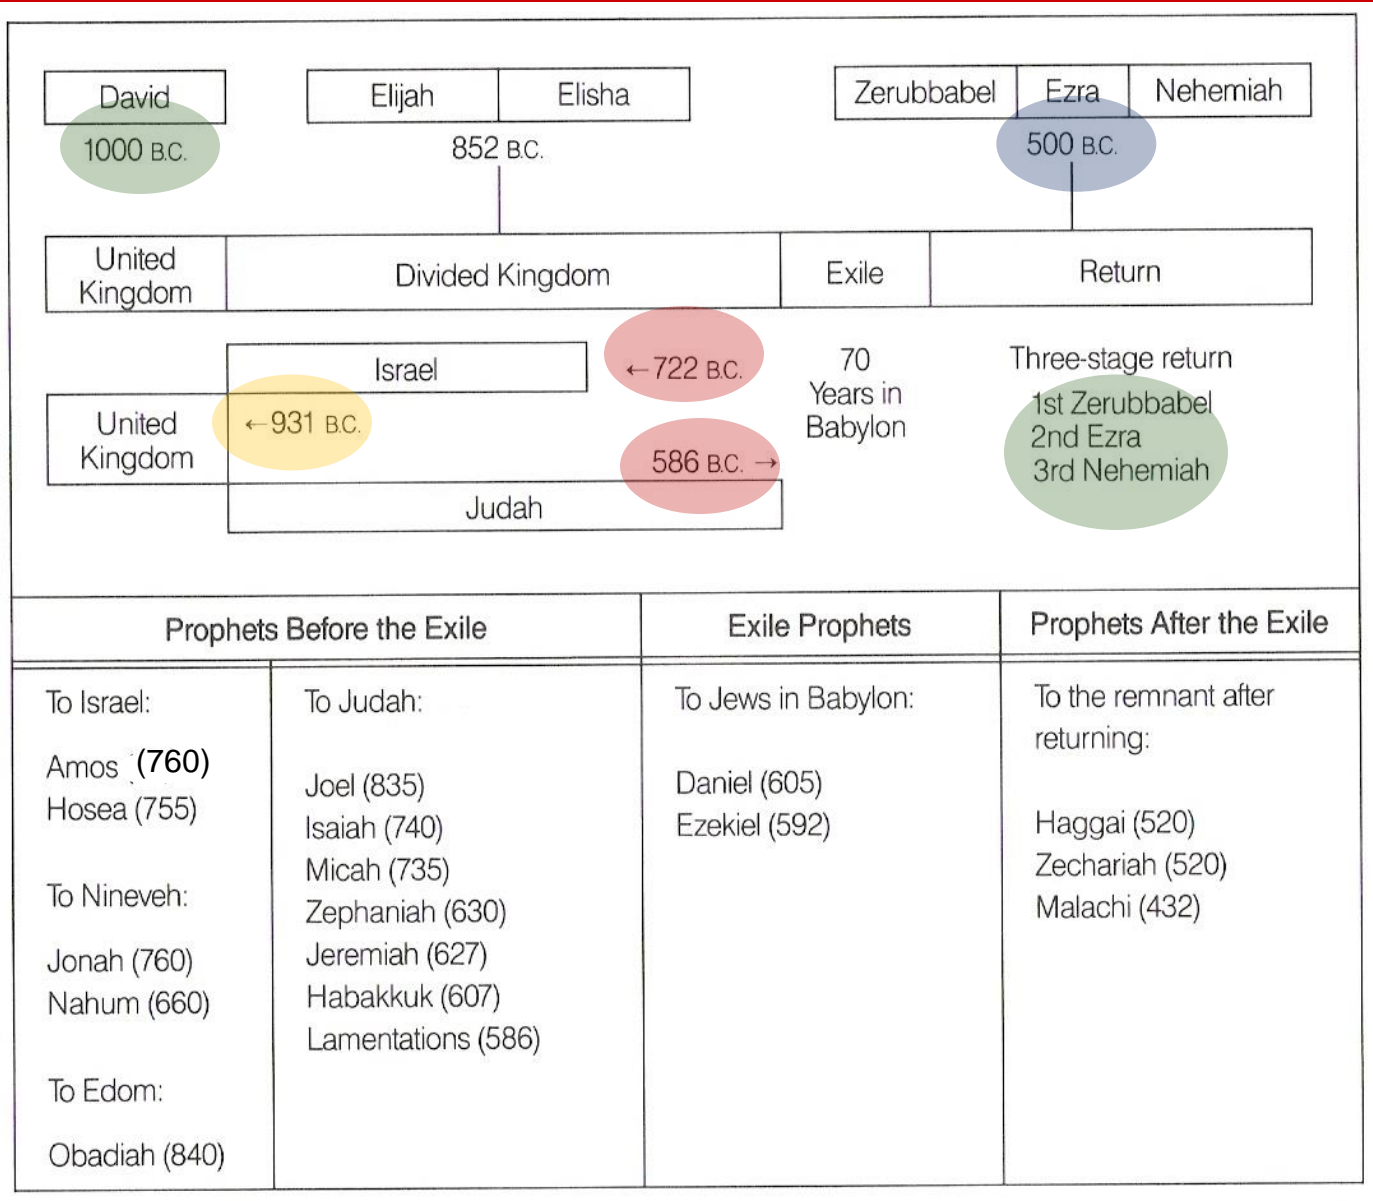 David
Elijah
Elisha
Zerubbabel
Ezra
Nehemiah
1000 B.C.
852 B.C.
500 B.C.
United
Kingdom
Divided Kingdom
Exile
Return
Israel
←722 B.C.
United
Kingdom
←931 B.C.
586 B.C. →
Judah
70
Years in
Babylon
Three-stage return
1st Zerubbabel
2nd Ezra
3rd Nehemiah
Prophets Before the Exile
To Israel:
Amos (760)
Hosea (755)
To Nineveh:
Jonah (760)
Nahum (660)
To Edom:
Obadiah (840)
To Judah:
Joel (835)
Isaiah (740)
Micah (735)
Zephaniah (630)
Jeremiah (627)
Habakkuk (607)
Lamentations (586)
Exile Prophets
To Jews in Babylon:
Daniel (605)
Ezekiel (592)
Prophets After the Exile
To the remnant after
returning:
Haggai (520)
Zechariah (520)
Malachi (432)